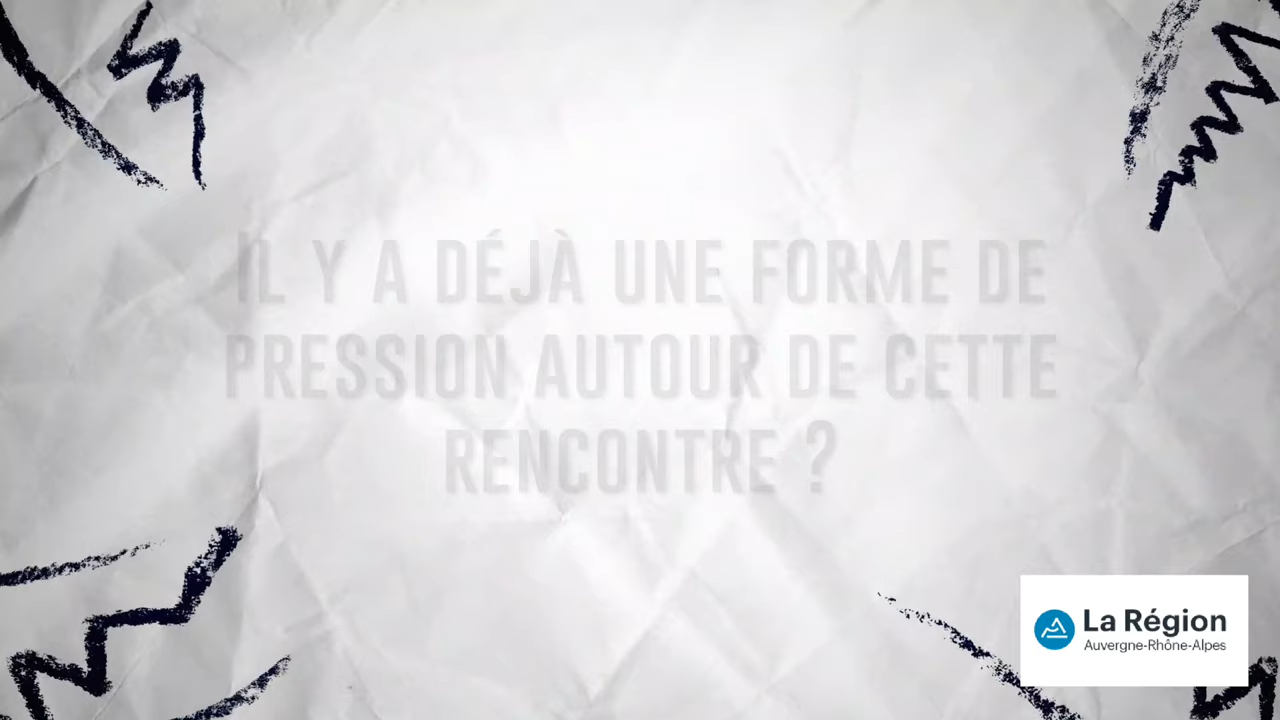 IL Y A DÉJÀ UNE FORME DE
PRESSION AUTOUR DE CETTE
RENCONTRE ?
La Région
Auvergne-Rhône-Alpes